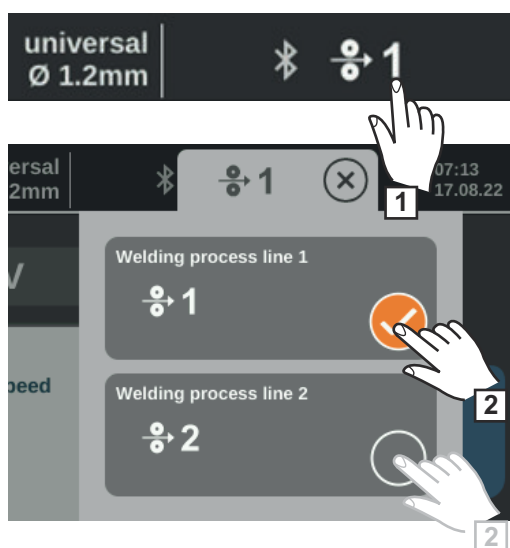 universal
Ø 1.2mm
1
1
ersal
2mm
1
07:13
17.08.22
Welding process line 1
1
2
V
peed
Welding process line 2
2
2